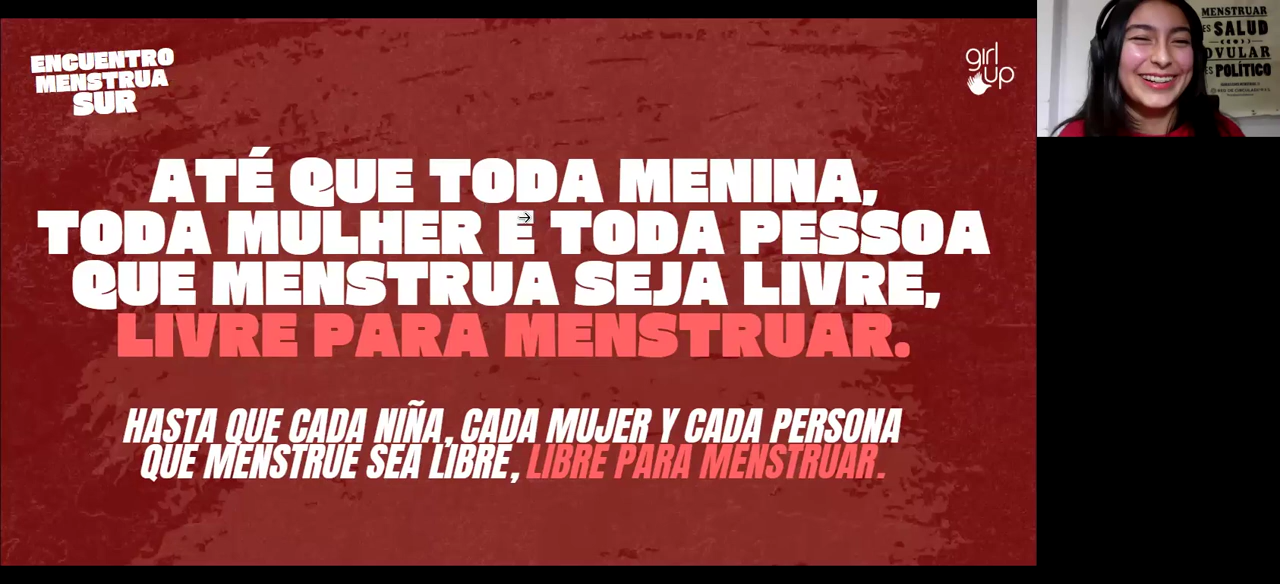 ENCUENTRO
MENSTRUA
SUR
girl
up
ATÉ QUE TODA MENINA,
TODA MULHER E TODA PESSOA
QUE MENSTRUA SEJA LIVRE,
LIVRE PARA MENSTRUAR.
HASTA QUE CADA NIÑA, CADA MUJER Y CADA PERSONA
QUE MENSTRUE SEA LIBRE, LIBRE PARA MENSTRUAR.
MENSTRUAR
ES SALUD
OVULAR
ES POLÍTICO